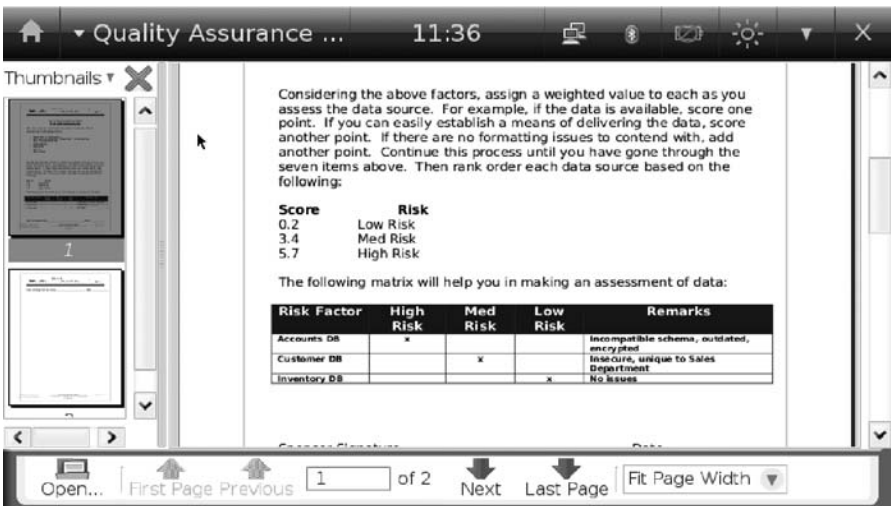 Quality Assurance ... 11:36
Thumbnails
1
Considering the above factors, assign a weighted value to each as you
assess the data source. For example, if the data is available, score one
point. If you can easily establish a means of delivering the data, score
another point. If there are no formatting issues to contend with, add
another point. Continue this process until you have gone through the
seven items above. Then rank order each data source based on the
following:
Score Risk
0.2 Low Risk
3.4 Med Risk
5.7 High Risk
The following matrix will help you in making an assessment of data:
Risk Factor High Risk Med Risk Low Risk Remarks
Accounts DB x Incompatible schema, outdated,
encrypted
Customer DB x Insecure, unique to Sales
Department
Inventory DB x No issues
Open... First Page Previous 1 of 2 Next Last Page Fit Page Width